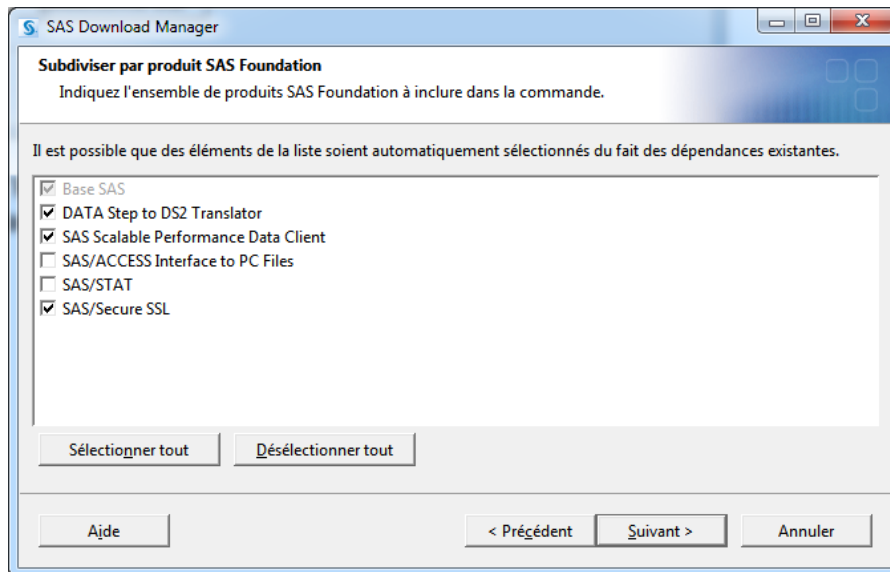 SAS Download Manager
Subdiviser par produit SAS Foundation
Indiquez l'ensemble de produits SAS Foundation à inclure dans la commande.
Il est possible que des éléments de la liste soient automatiquement sélectionnés du fait des dépendances existantes.
Base SAS
DATA Step to DS2 Translator
SAS Scalable Performance Data Client
SAS/ACCESS Interface to PC Files
SAS/STAT
SAS/Secure SSL
Sélectionner tout Désélectionner tout
Aide < Précédent Suivant > Annuler